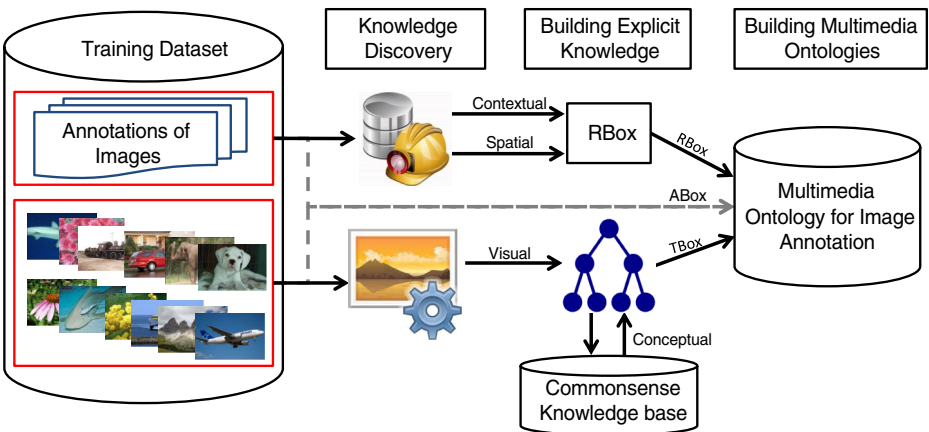 Training Dataset
Annotations of
Images
Knowledge
Discovery
Building Explicit
Knowledge
Building Multimedia
Ontologies
Contextual
Spatial
RBox
RBox
ABox
Visual
TBox
Multimedia
Ontology for Image
Annotation
Conceptual
Commonsense
Knowledge base